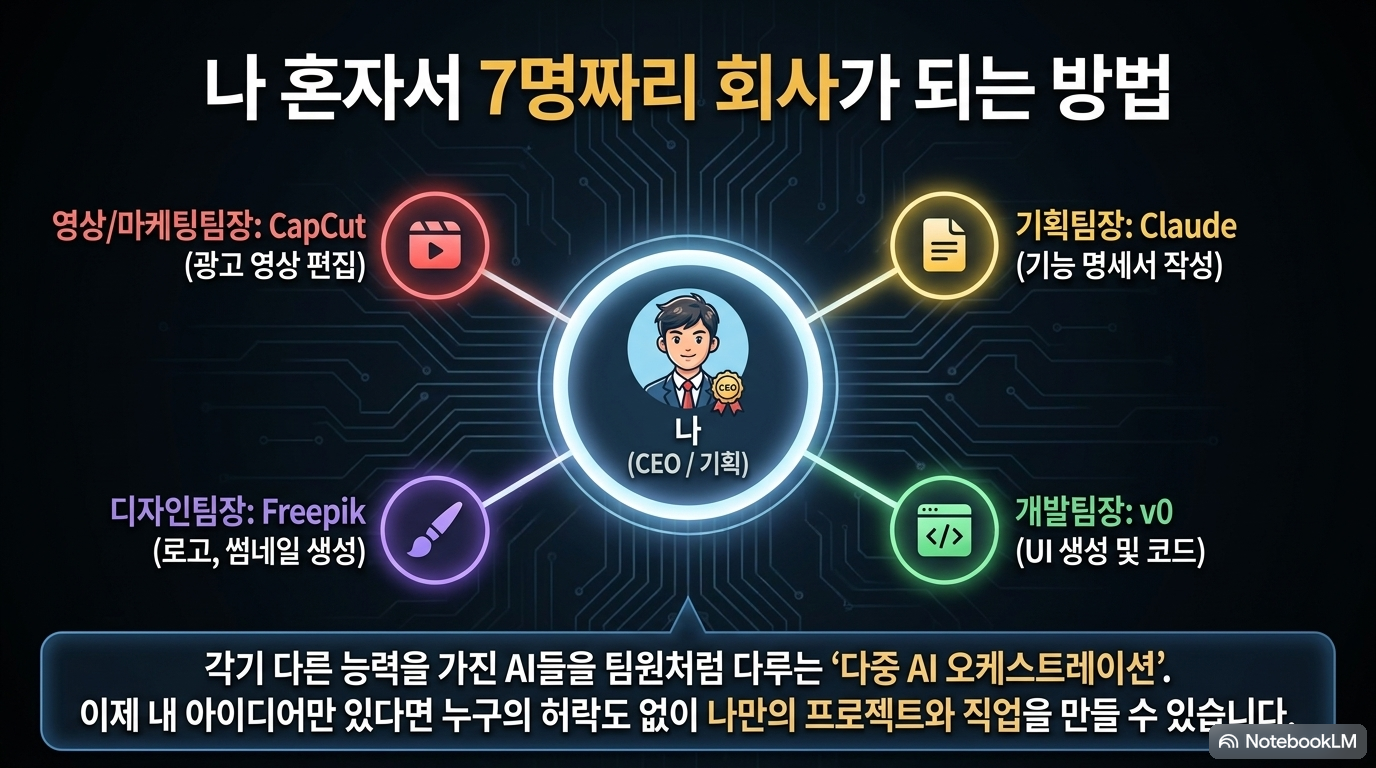 나 혼자서 7명짜리 회사가 되는 방법
영상/마케팅팀장: CapCut
(광고 영상 편집)
기획팀장: Claude
(기능 명세서 작성)
CEO
나
(CEO / 기획)
디자인팀장: Freepik
(로고, 썸네일 생성)
개발팀장: v0
(UI 생성 및 코드)
</>
각기 다른 능력을 가진 AI들을 팀원처럼 다루는 ‘다중 AI 오케스트레이션’.
이제 내 아이디어만 있다면 누구의 허락도 없이 나만의 프로젝트와 직업을 만들 수 있습니다.
NotebookLM